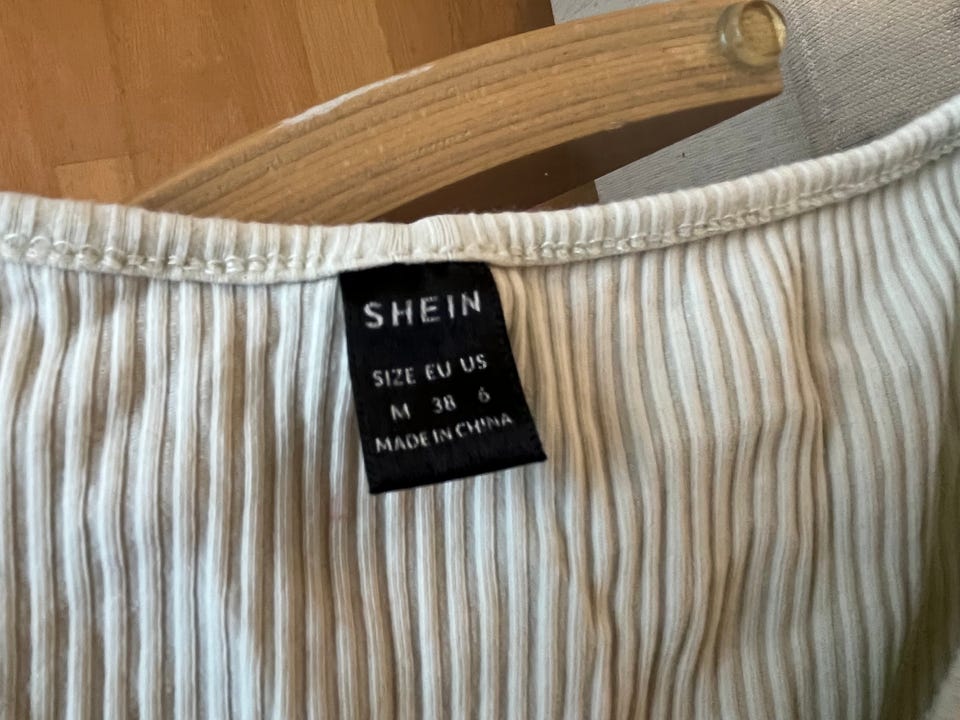 SHEIN
SIZE EU US
M 38 6
MADE IN CHINA